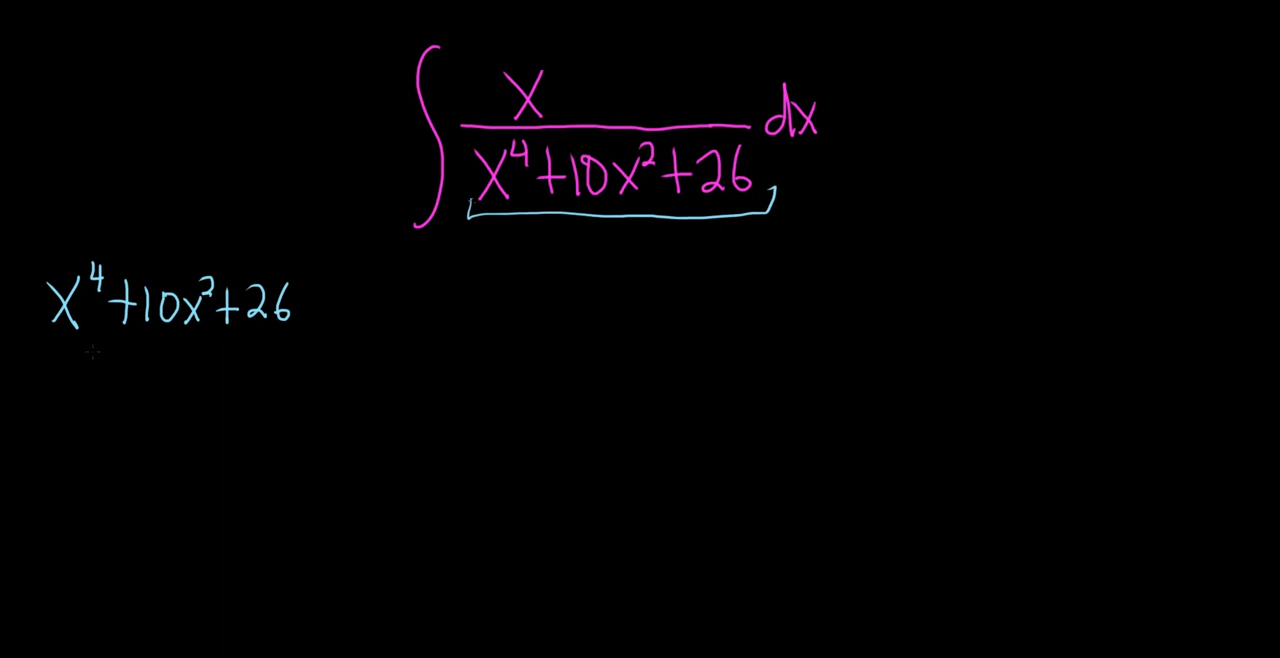 ∫ x / (x⁴+10x²+26) dx
x⁴+10x²+26